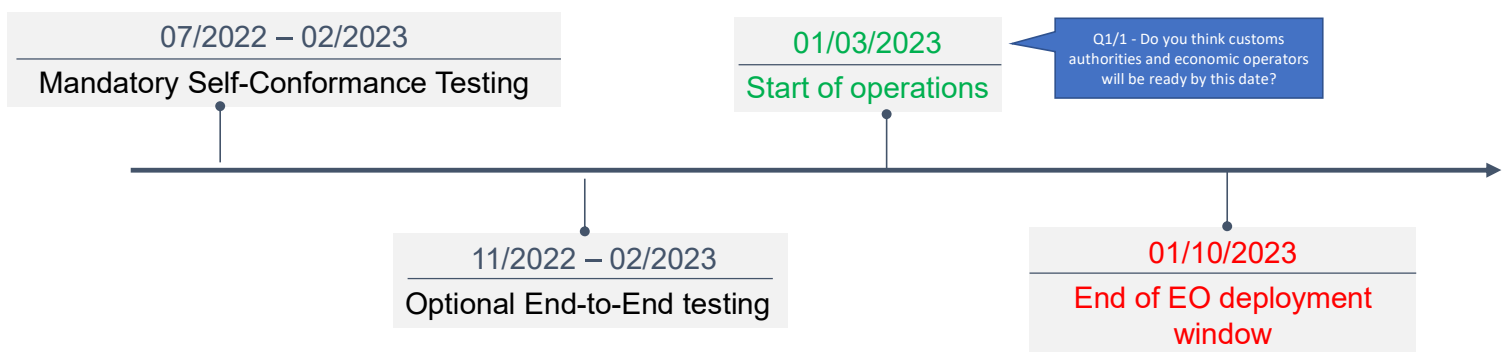 07/2022 – 02/2023
Mandatory Self-Conformance Testing
01/03/2023
Start of operations
Q1/1 - Do you think customs
authorities and economic operators
will be ready by this date?
11/2022 – 02/2023
Optional End-to-End testing
01/10/2023
End of EO deployment
window